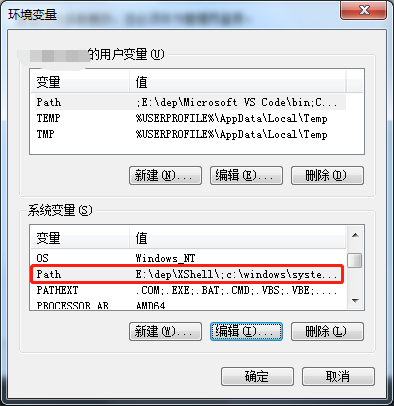 环境变量
的用户变量(U)
变量 值
Path ;E:\dep\Microsoft VS Code\bin;C...
TEMP %USERPROFILE%\AppData\Local\Temp
TMP %USERPROFILE%\AppData\Local\Temp
新建(N)... 编辑(E)... 删除(D)
系统变量(S)
变量 值
OS Windows_NT
Path E:\dep\XShell\;c:\windows\syste...
PATHEXT .COM;.EXE;.BAT;.CMD;.VBS;.VBE;....
PROCESSOR_AR AMD64
新建(W)... 编辑(I)... 删除(L)
确定 取消